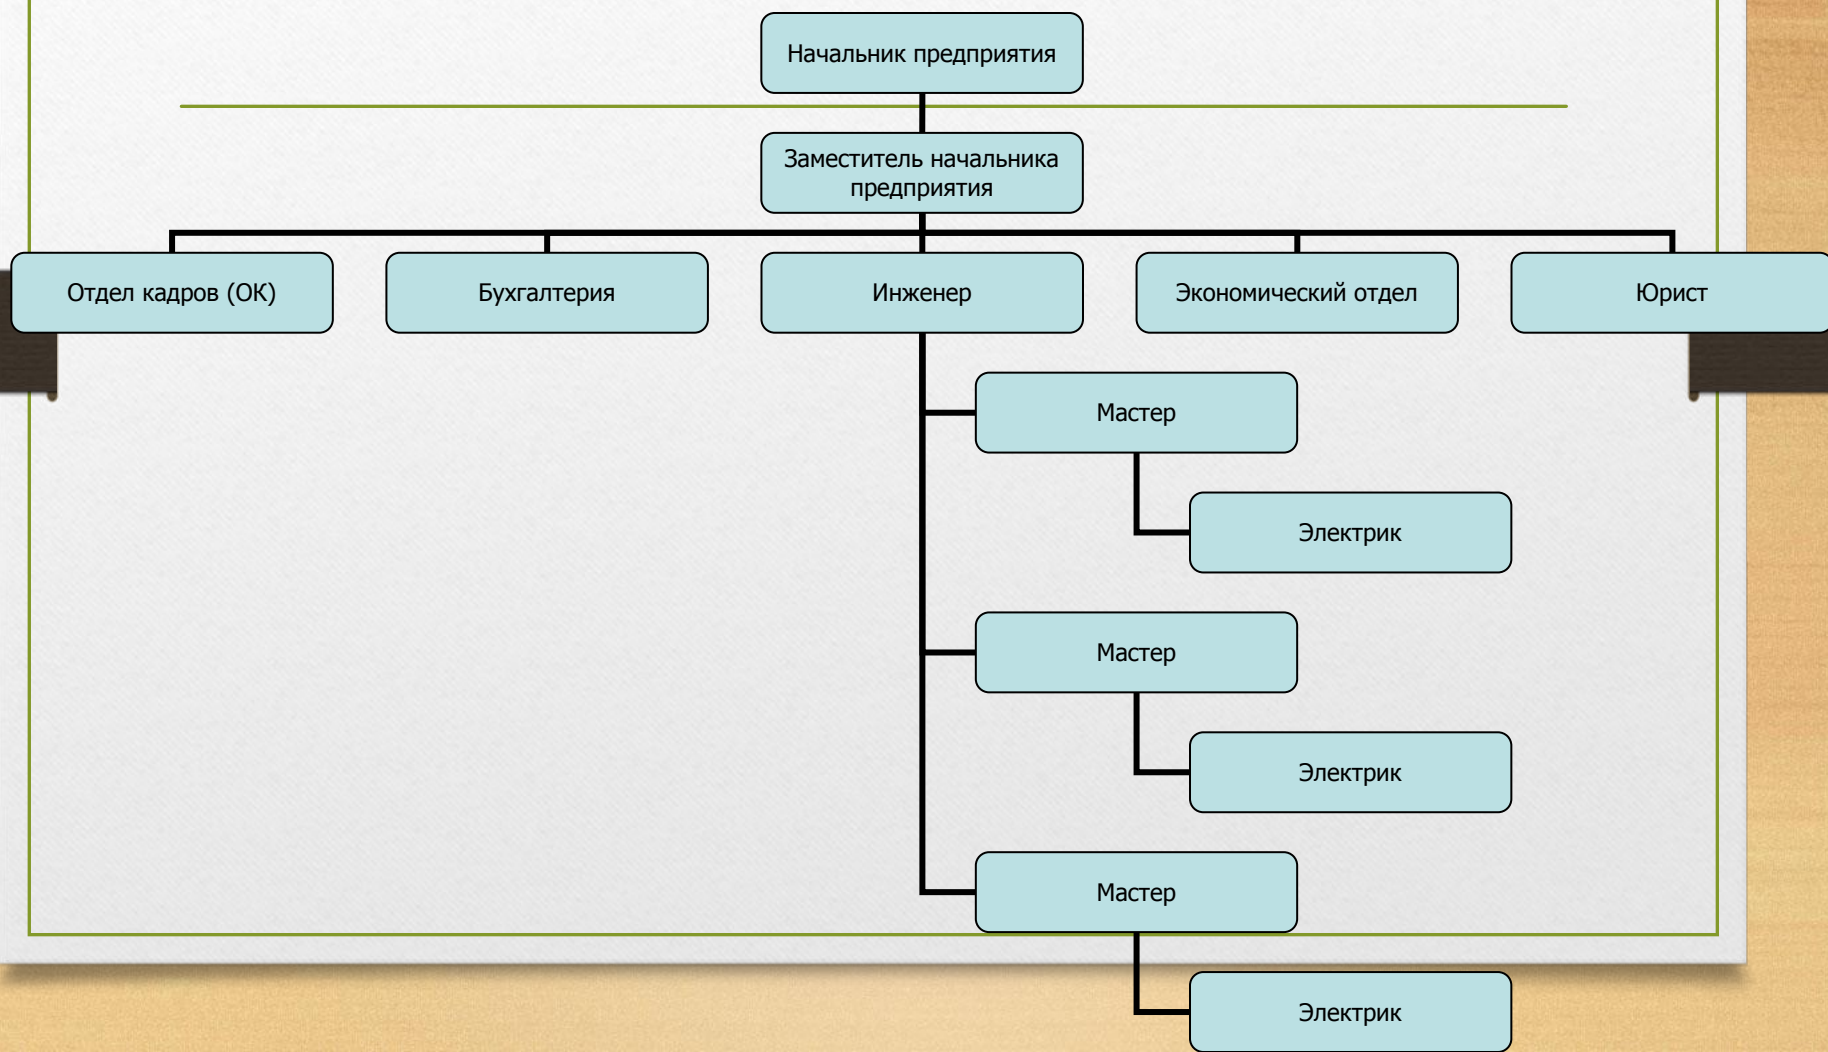 Начальник предприятия
Заместитель начальника
предприятия
Отдел кадров (ОК)
Бухгалтерия
Инженер
Экономический отдел
Юрист
Мастер
Электрик
Мастер
Электрик
Мастер
Электрик